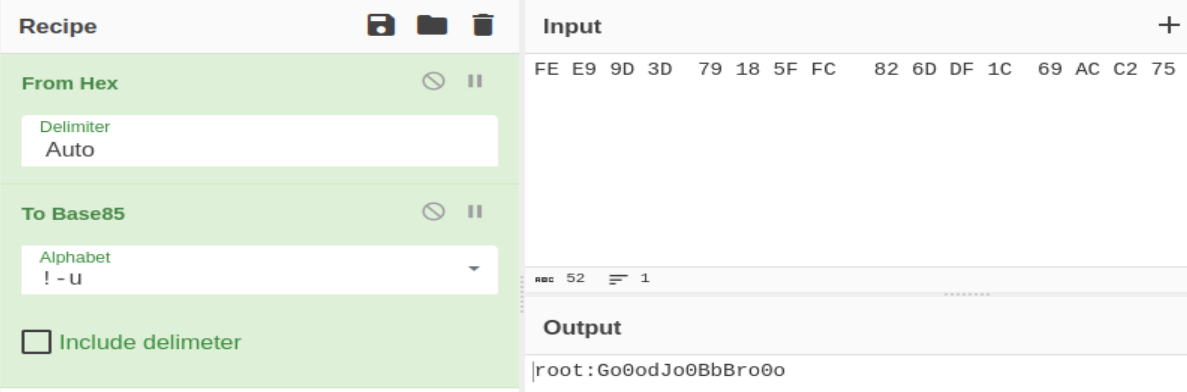 Recipe
From Hex
Delimiter
Auto
To Base85
Alphabet
!-u
Include delimeter
Input
FE E9 9D 3D  79 18 5F FC   82 6D DF 1C  69 AC C2 75
ABC 52 1
Output
root:Go0odJo0BbBro0o